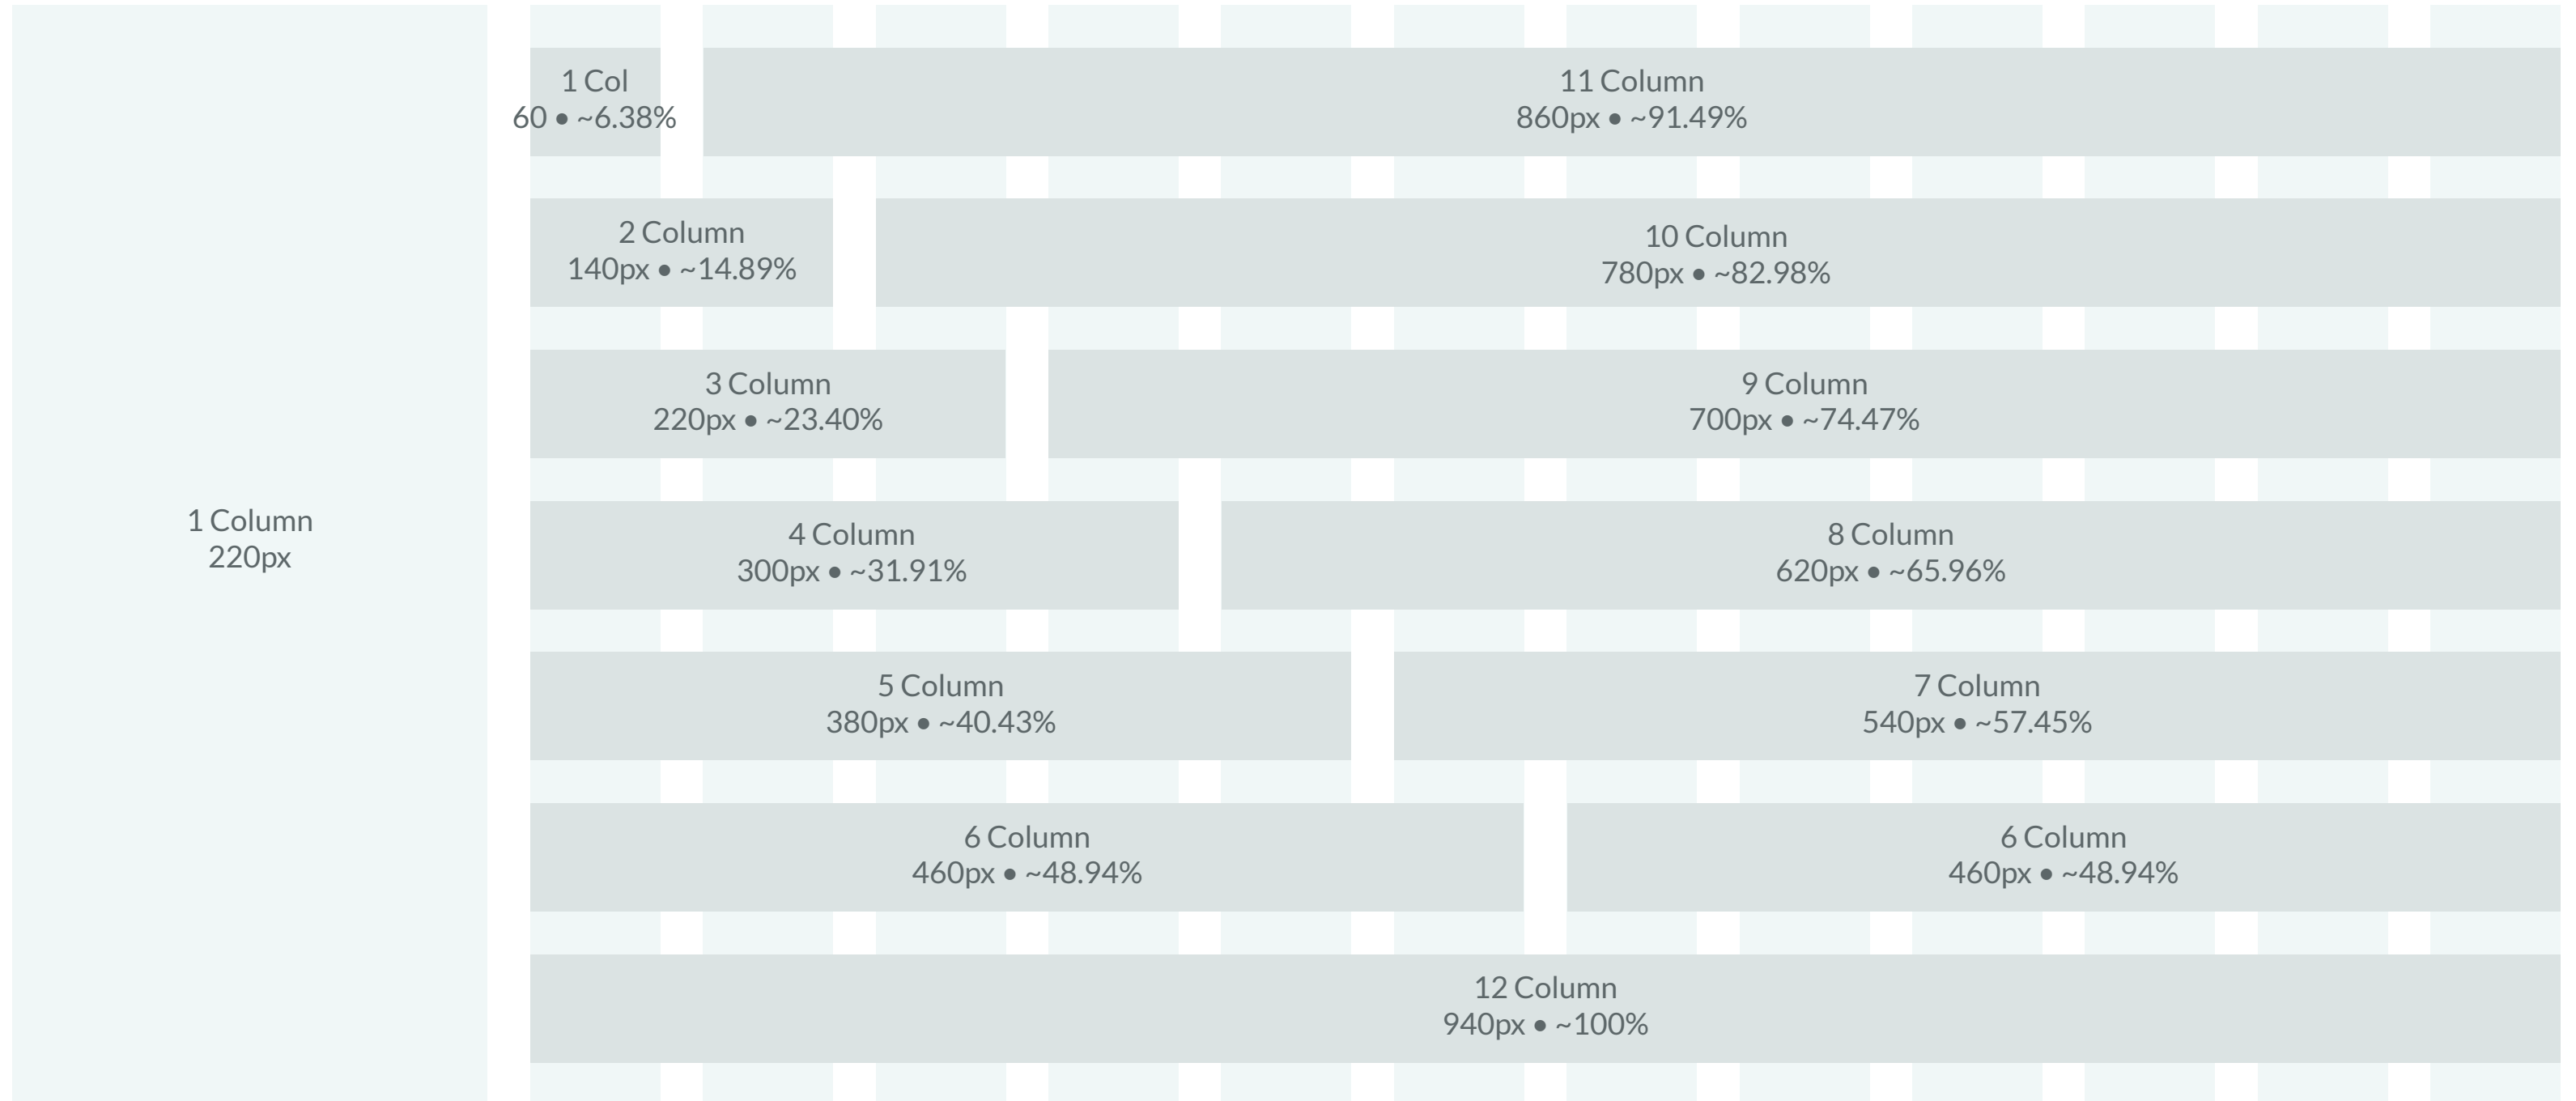 1 Column
220px
1 Col
60 • ~6.38%
11 Column
860px • ~91.49%
2 Column
140px • ~14.89%
10 Column
780px • ~82.98%
3 Column
220px • ~23.40%
9 Column
700px • ~74.47%
4 Column
300px • ~31.91%
8 Column
620px • ~65.96%
5 Column
380px • ~40.43%
7 Column
540px • ~57.45%
6 Column
460px • ~48.94%
6 Column
460px • ~48.94%
12 Column
940px • ~100%